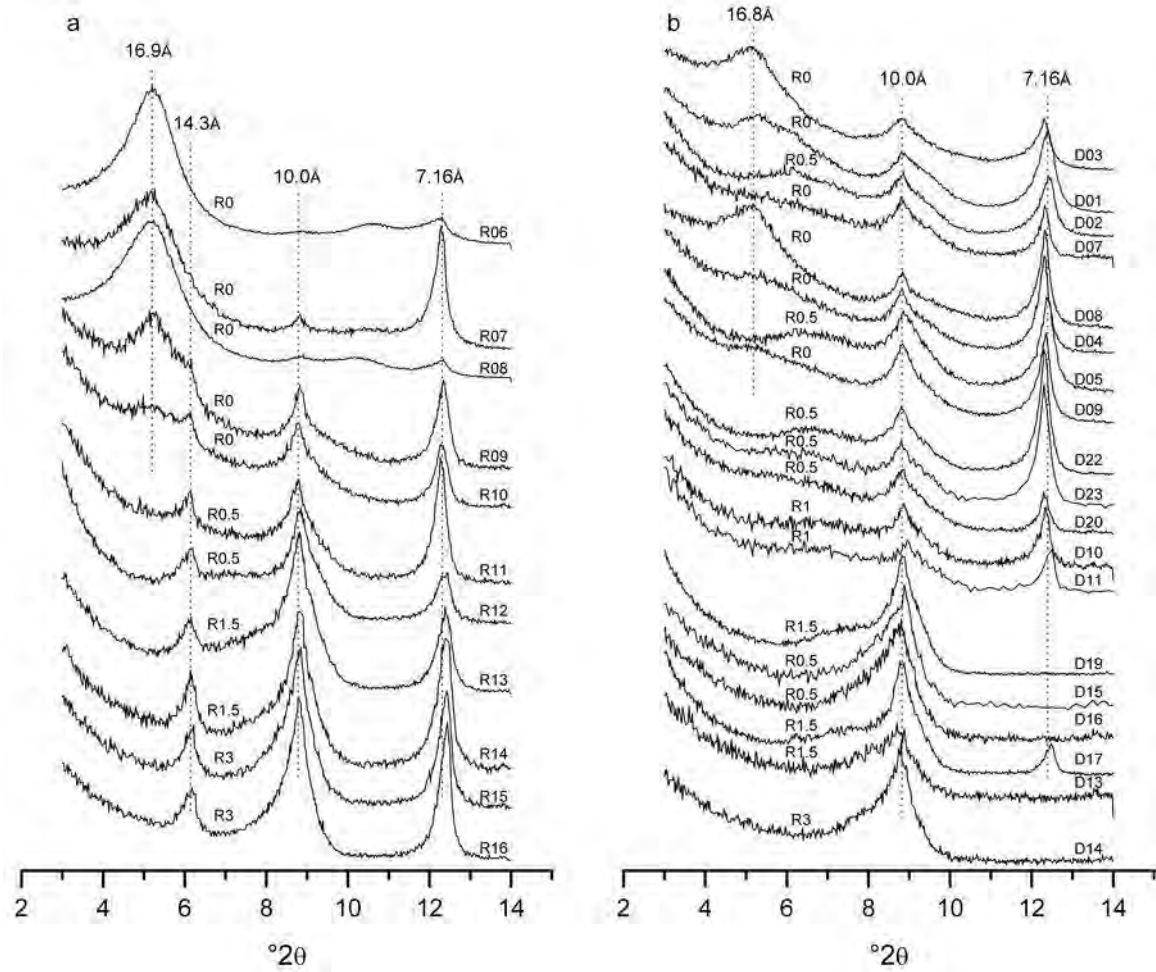 a
16.9Å
14.3Å
10.0Å
7.16Å
R0
R06
R0
R07
R0
R08
R0
R09
R0
R10
R0.5
R11
R0.5
R12
R1.5
R13
R1.5
R14
R3
R15
R3
R16
2 4 6 8 10 12 14
°2θ
b
16.8Å
10.0Å
7.16Å
R0
D03
R0
D01
R0.5
D02
R0
D07
R0
D08
R0
D04
R0.5
D05
R0
D09
R0.5
D22
R0.5
D23
R0.5
D20
R1
D10
R1
D11
R1.5
D19
R0.5
D15
R0.5
D16
R1.5
D17
R1.5
D13
R3
D14
2 4 6 8 10 12 14
°2θ